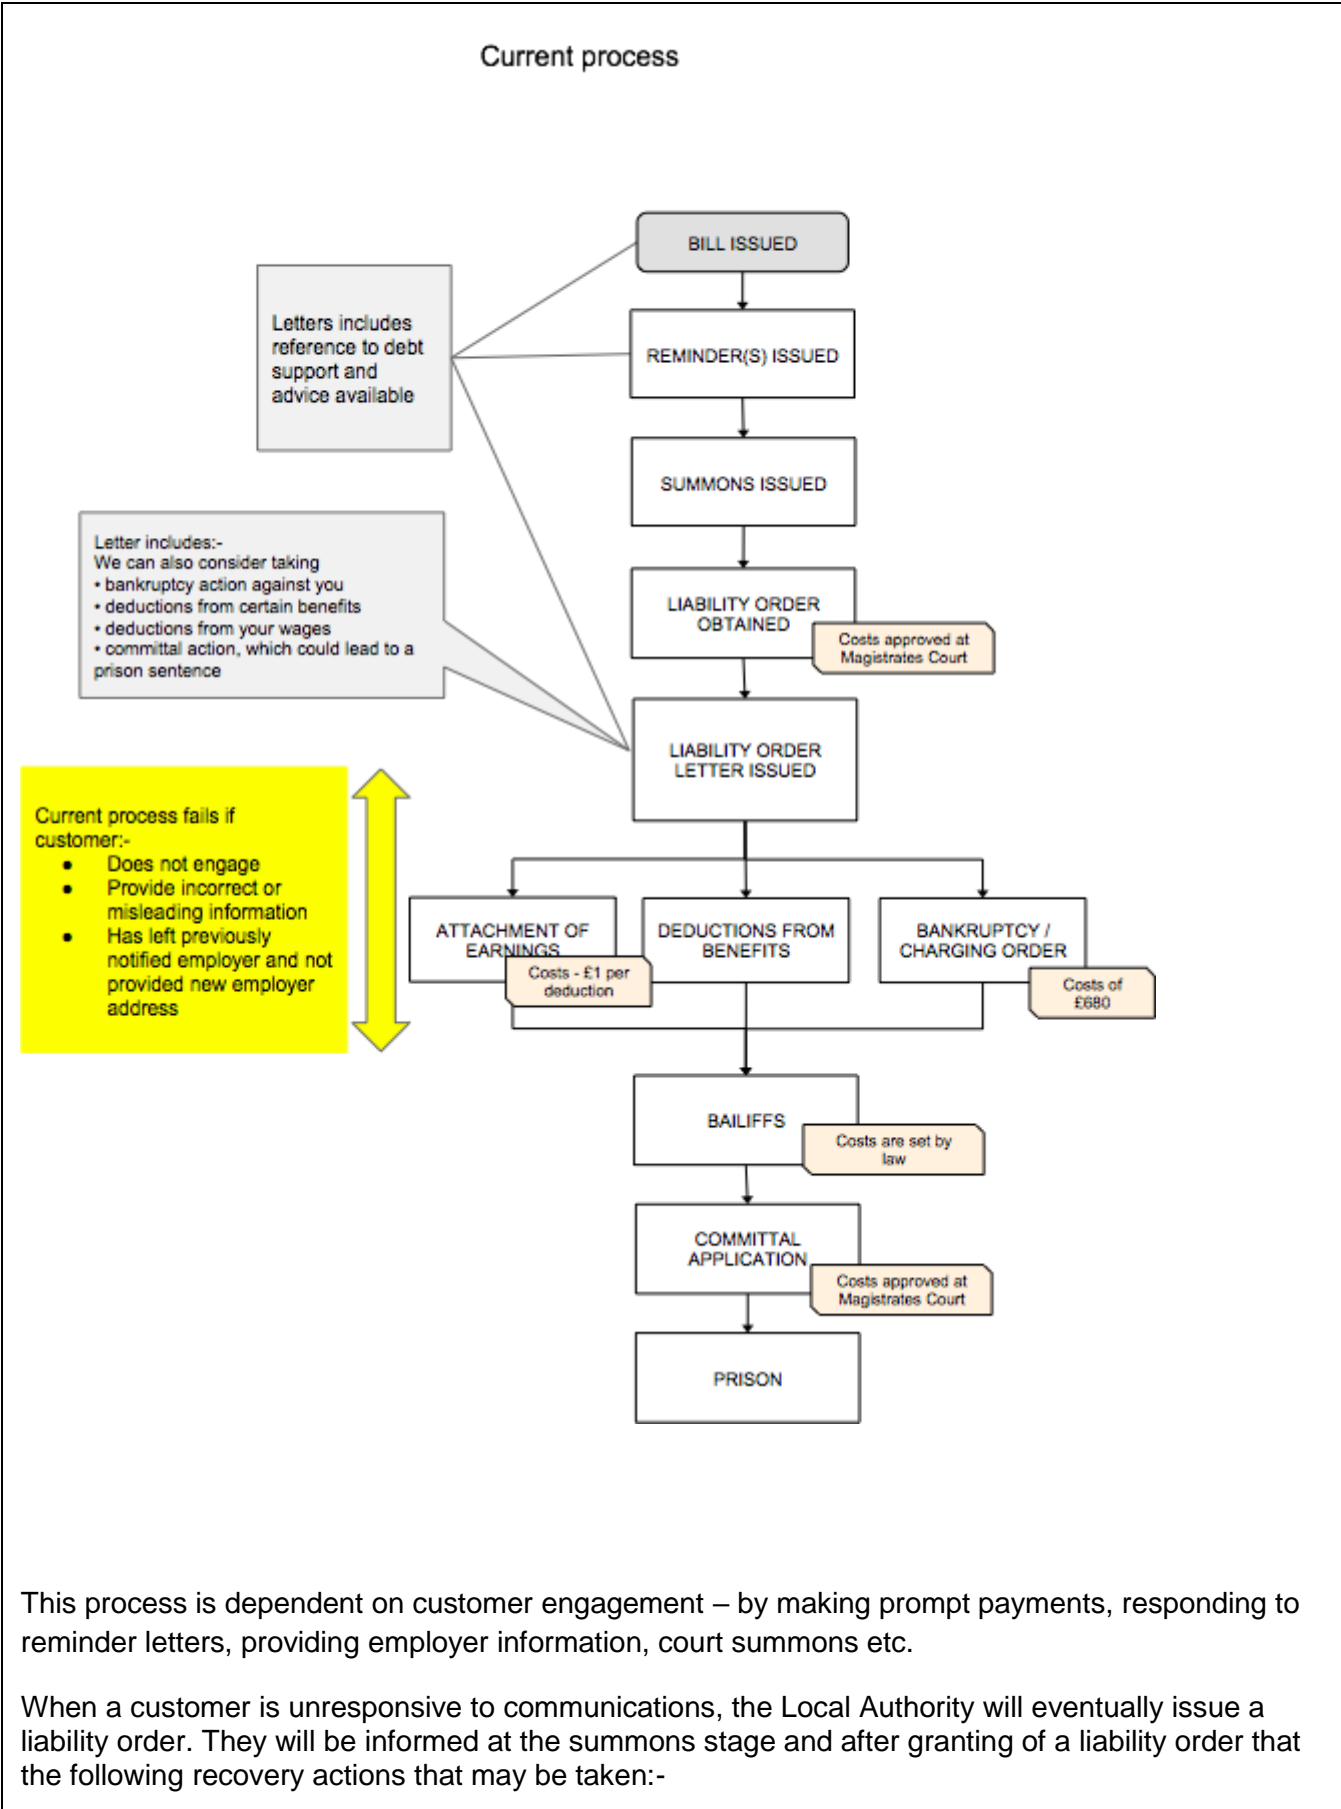 Current process
BILL ISSUED
Letters includes
reference to debt
support and
advice available
REMINDER(S) ISSUED
SUMMONS ISSUED
Letter includes:-
We can also consider taking
• bankruptcy action against you
• deductions from certain benefits
• deductions from your wages
• committal action, which could lead to a
prison sentence
LIABILITY ORDER
OBTAINED
Costs approved at
Magistrates Court
LIABILITY ORDER
LETTER ISSUED
Current process fails if
customer:-
● Does not engage
● Provide incorrect or
misleading information
● Has left previously
notified employer and not
provided new employer
address
ATTACHMENT OF
EARNINGS
Costs - £1 per
deduction
DEDUCTIONS FROM
BENEFITS
BANKRUPTCY /
CHARGING ORDER
Costs of
£680
BAILIFFS
Costs are set by
law
COMMITTAL
APPLICATION
Costs approved at
Magistrates Court
PRISON
This process is dependent on customer engagement – by making prompt payments, responding to
reminder letters, providing employer information, court summons etc.
When a customer is unresponsive to communications, the Local Authority will eventually issue a
liability order. They will be informed at the summons stage and after granting of a liability order that
the following recovery actions that may be taken:-